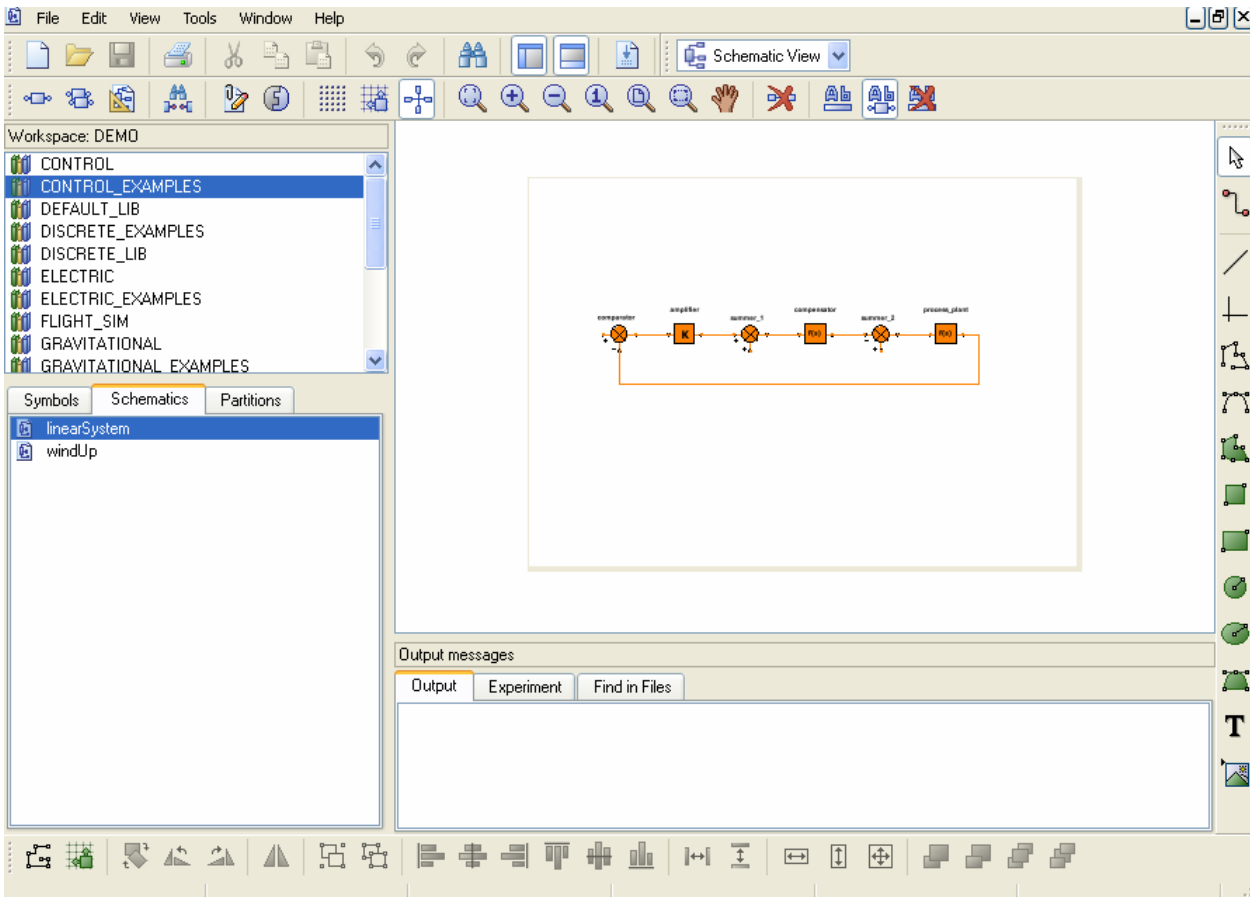 File Edit View Tools Window Help
Schematic View
Workspace: DEMO
CONTROL
CONTROL_EXAMPLES
DEFAULT_LIB
DISCRETE_EXAMPLES
DISCRETE_LIB
ELECTRIC
ELECTRIC_EXAMPLES
FLIGHT_SIM
GRAVITATIONAL
GRAVITATIONAL_EXAMPLES
Symbols Schematics Partitions
linearSystem
windUp
comparator amplifier summer_1 compensator summer_2 process_plant
K F(x) F(x)
Output messages
Output Experiment Find in Files
T